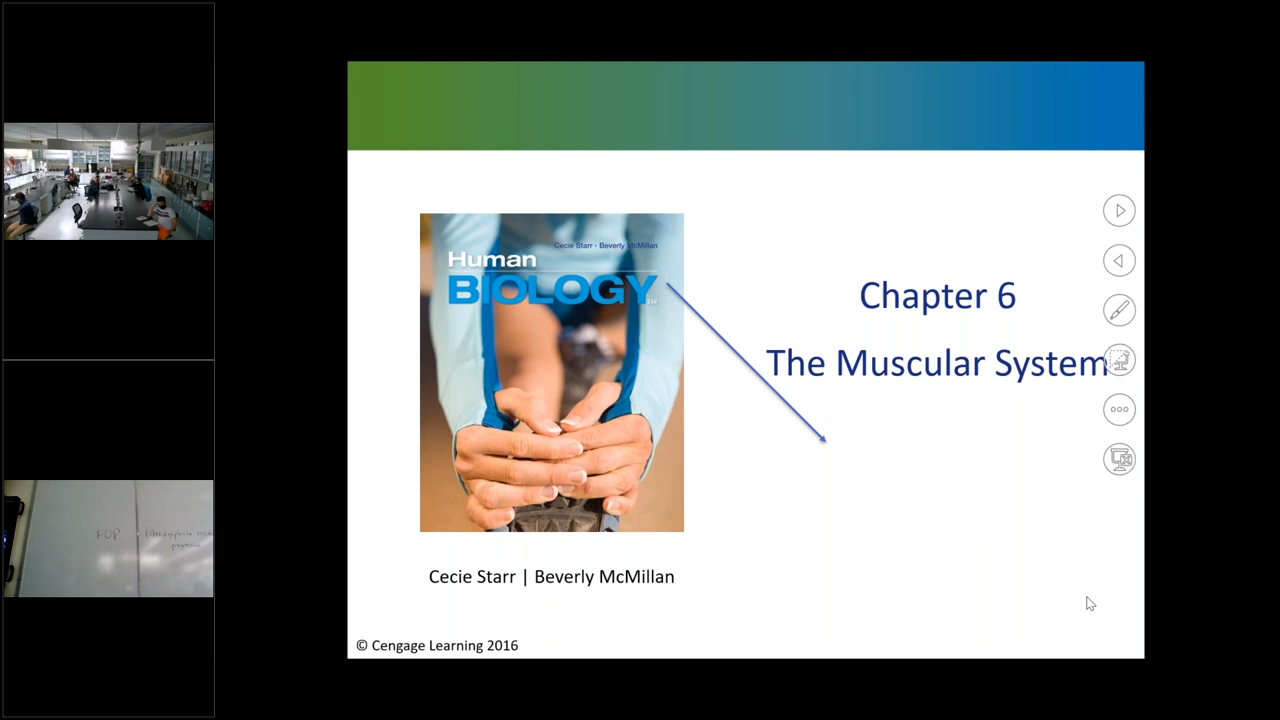 Cecie Starr - Beverly McMillan
Human
BIOLOGY
11e
Chapter 6
The Muscular System
Cecie Starr | Beverly McMillan
© Cengage Learning 2016
FOP